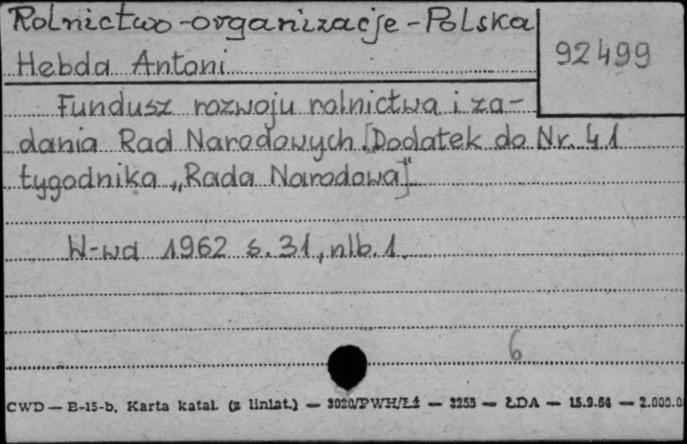 Rolnictwo-organizacje-Polska
92499
Hebda Antoni
Fundusz rozwoju rolnictwa i za-
dania Rad Narodowych [Dodatek do Nr. 41
tygodnika „Rada Narodowa"]
W-wa 1962 s. 31, nlb. 1.
6
CWD — B-15-b. Karta katal. (z liniat.) — 3020/PWH/Łź — 3255 — ŁDA — 15.9.64 — 2.000.0